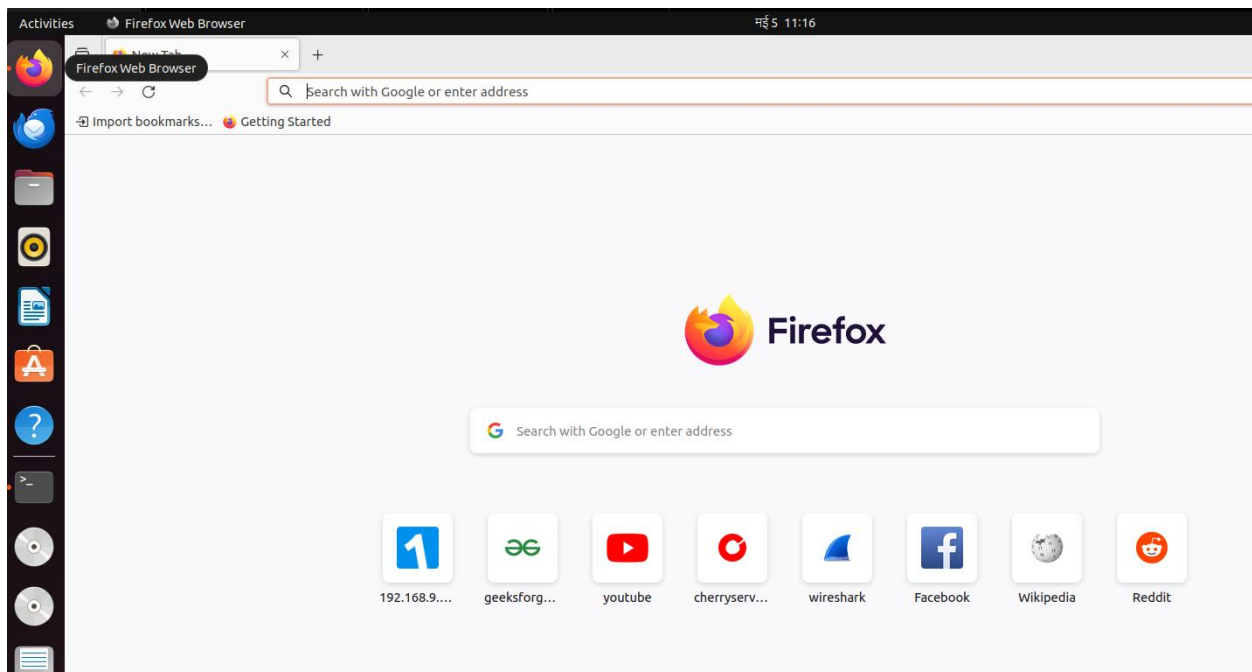 Activities Firefox Web Browser मई 5 11:16
New Tab
Firefox Web Browser
Search with Google or enter address
Import bookmarks... Getting Started
Firefox
Search with Google or enter address
192.168.9.... geeksforg... youtube cherryserv... wireshark Facebook Wikipedia Reddit